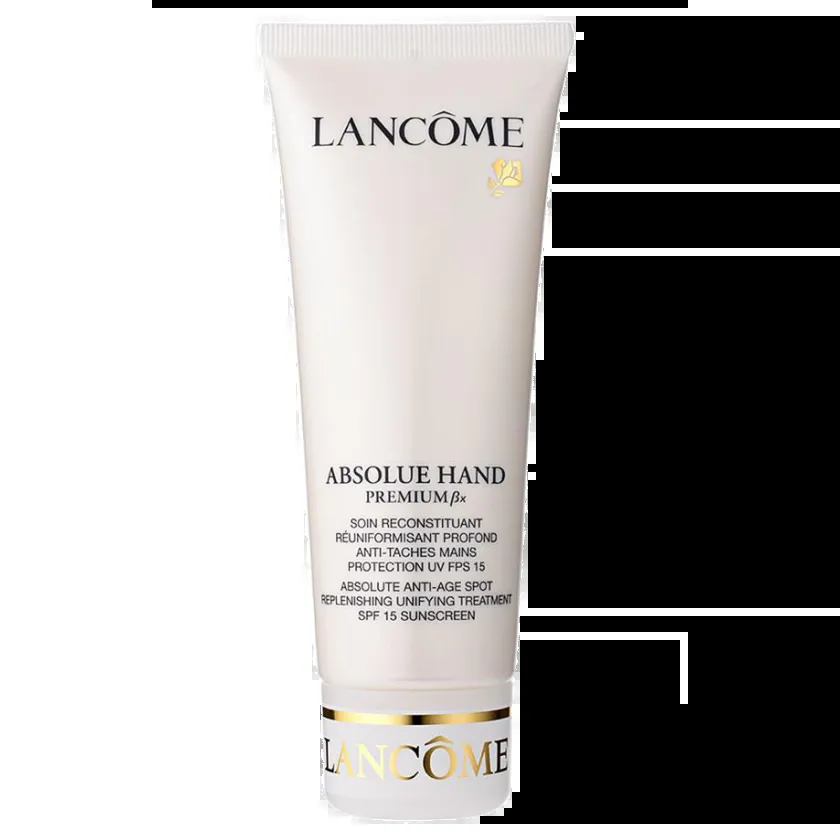 LANCÔME
ABSOLUE HAND
PREMIUM βx
SOIN RECONSTITUANT
RÉUNIFORMISANT PROFOND
ANTI-TACHES MAINS
PROTECTION UV FPS 15
ABSOLUTE ANTI-AGE SPOT
REPLENISHING UNIFYING TREATMENT
SPF 15 SUNSCREEN
LANCÔME